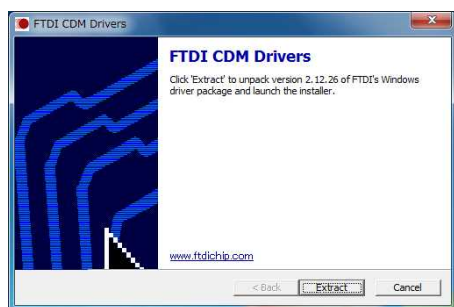 FTDI CDM Drivers
FTDI CDM Drivers
Click 'Extract' to unpack version 2.12.26 of FTDI's Windows
driver package and launch the installer.
www.ftdichip.com
< Back
Extract
Cancel